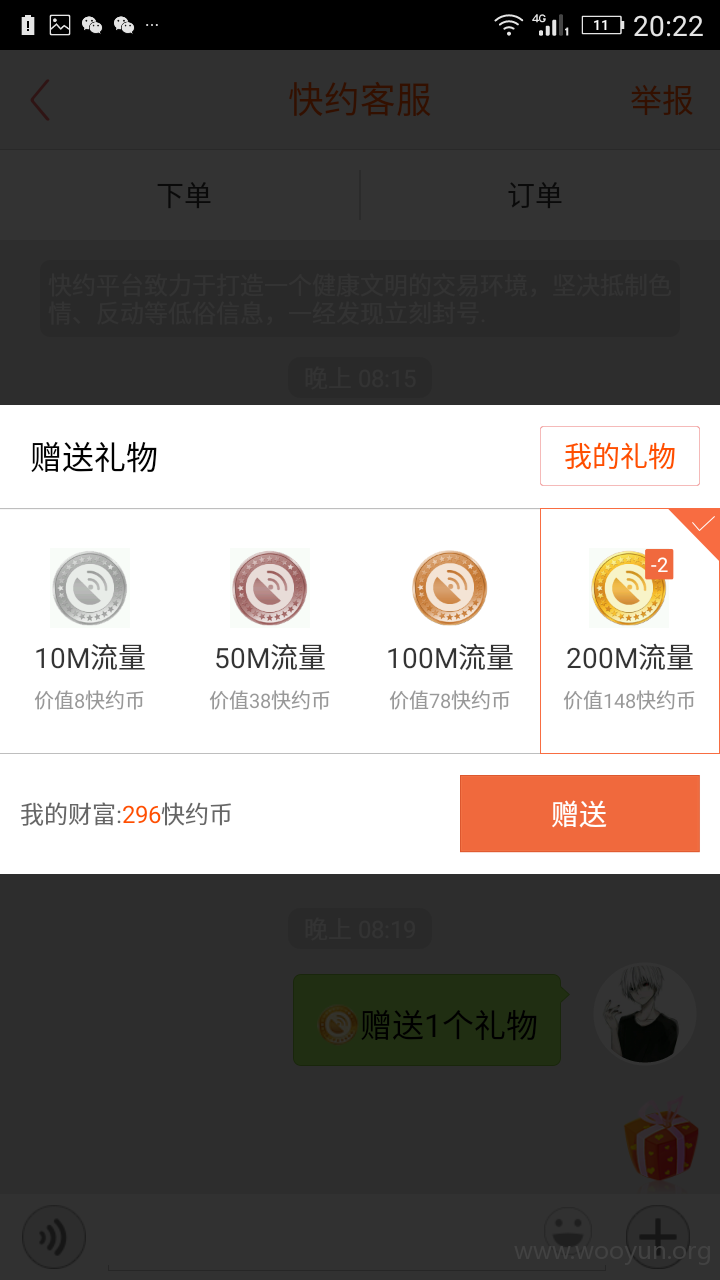 4G 1 11 20:22
快约客服 举报
下单 订单
快约平台致力于打造一个健康文明的交易环境，坚决抵制色
情、反动等低俗信息，一经发现立刻封号.
晚上 08:15
赠送礼物 我的礼物
-2
10M流量 50M流量 100M流量 200M流量
价值8快约币 价值38快约币 价值78快约币 价值148快约币
我的财富:296快约币 赠送
晚上 08:19
赠送1个礼物
www.wooyun.org